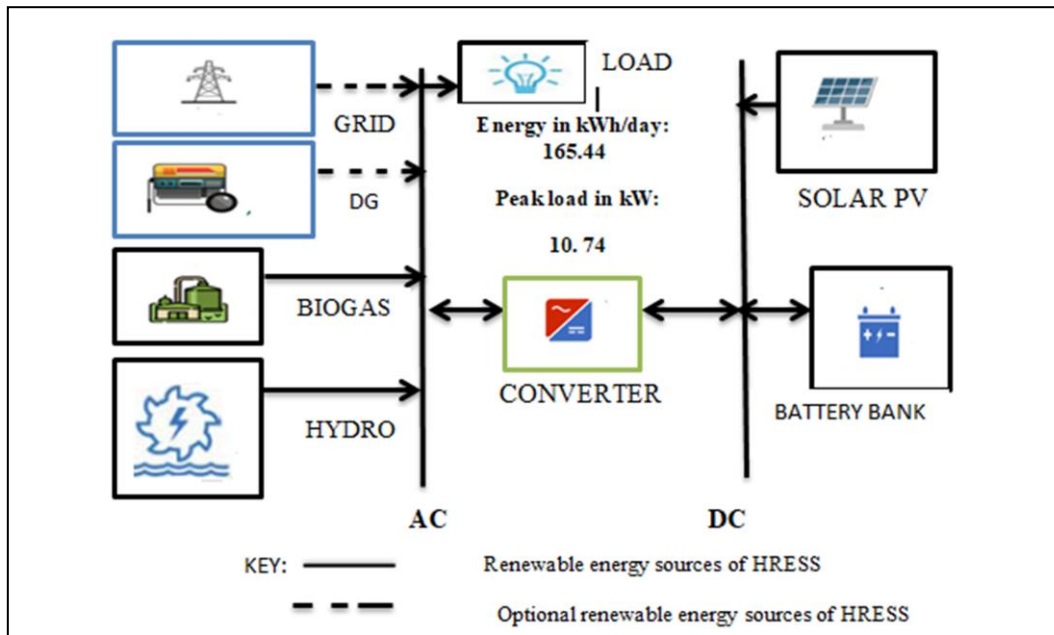 LOAD
GRID
Energy in kWh/day:
165.44
DG
Peak load in kW:
10. 74
SOLAR PV
BIOGAS
HYDRO
CONVERTER
BATTERY BANK
AC
DC
KEY:
Renewable energy sources of HRESS
Optional renewable energy sources of HRESS